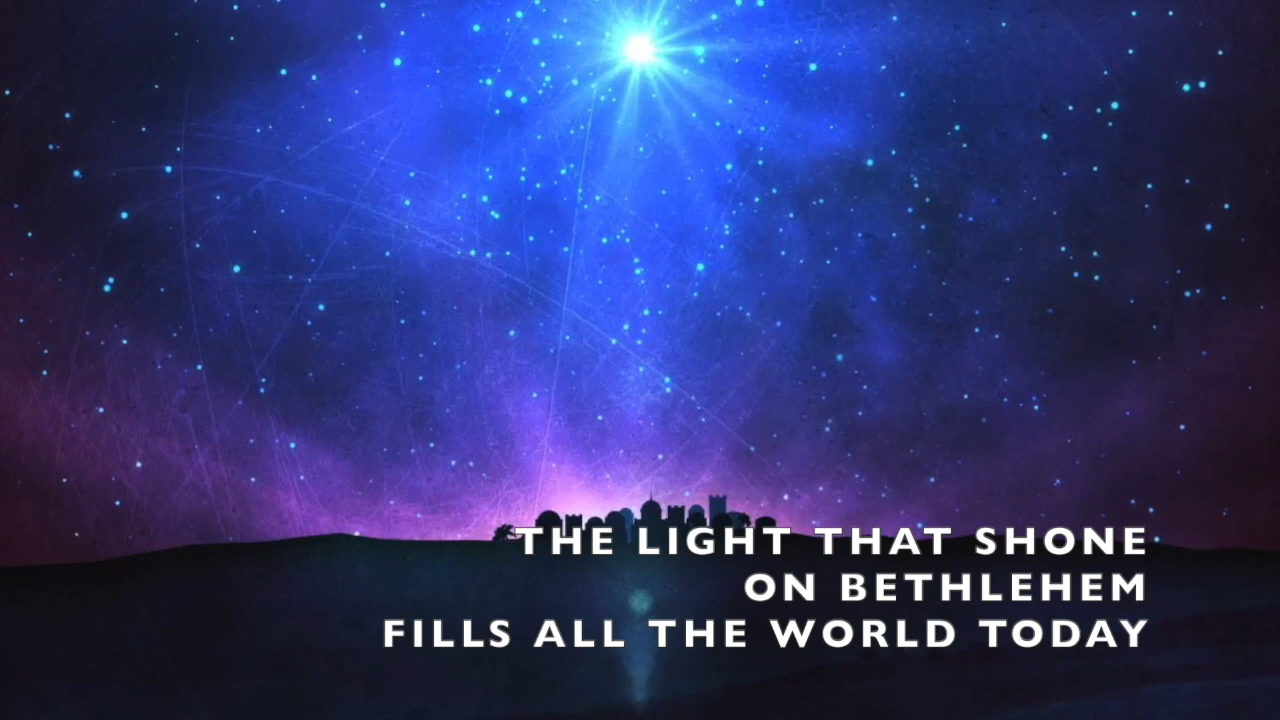 THE LIGHT THAT SHONE
ON BETHLEHEM
FILLS ALL THE WORLD TODAY